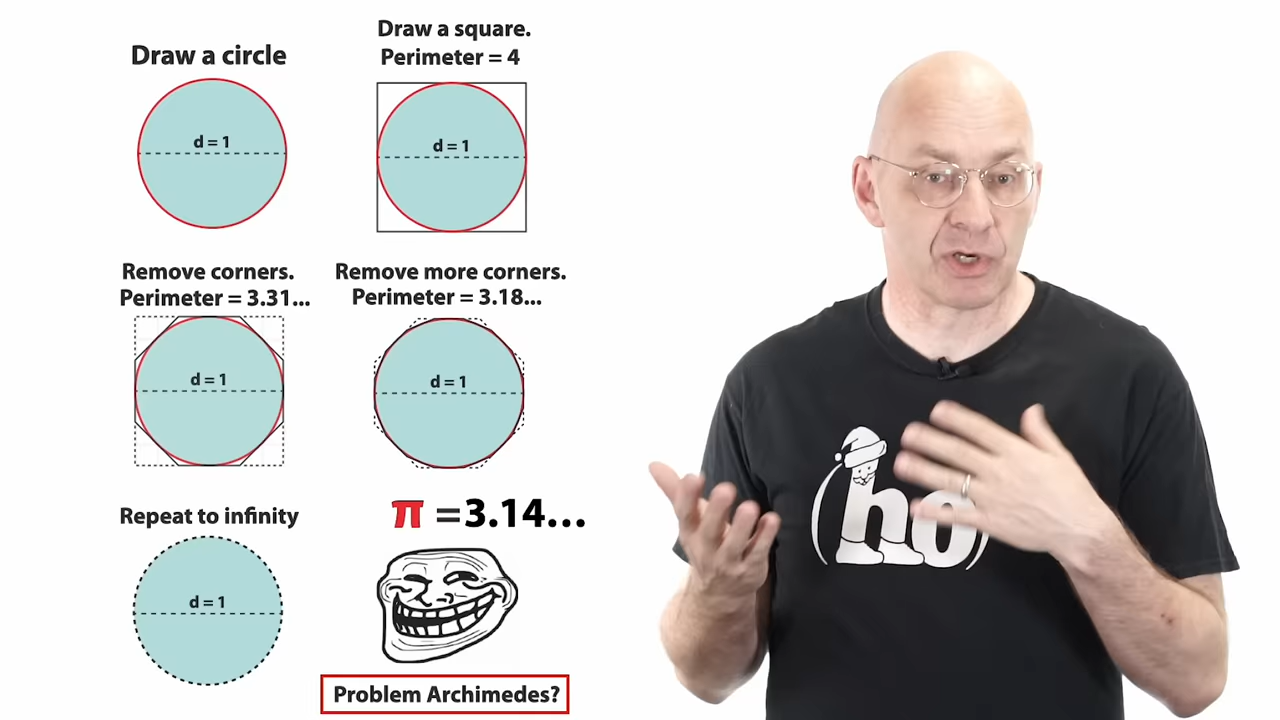 Draw a circle
d = 1
Draw a square.
Perimeter = 4
d = 1
Remove corners.
Perimeter = 3.31...
d = 1
Remove more corners.
Perimeter = 3.18...
d = 1
Repeat to infinity
d = 1
π =3.14...
Problem Archimedes?
(ho)